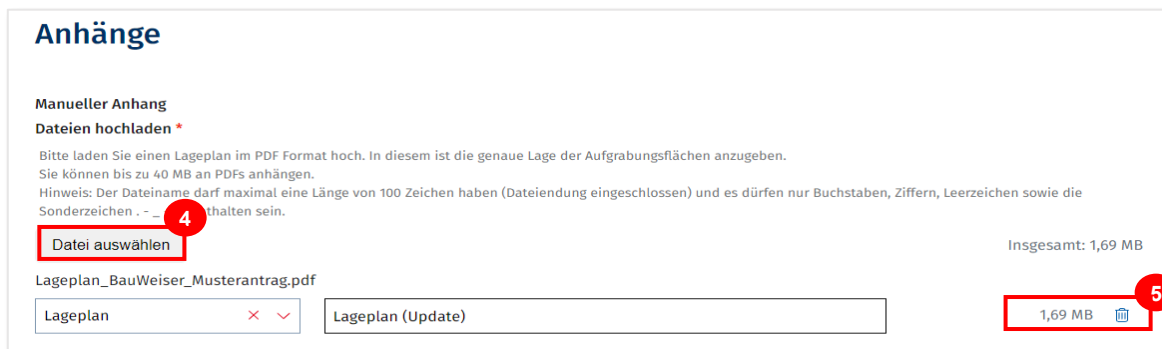 Anhänge
Manueller Anhang
Dateien hochladen *
Bitte laden Sie einen Lageplan im PDF Format hoch. In diesem ist die genaue Lage der Aufgrabungsflächen anzugeben.
Sie können bis zu 40 MB an PDFs anhängen.
Hinweis: Der Dateiname darf maximal eine Länge von 100 Zeichen haben (Dateiendung eingeschlossen) und es dürfen nur Buchstaben, Ziffern, Leerzeichen sowie die
Sonderzeichen . - _ thalten sein.
4
Datei auswählen
Insgesamt: 1,69 MB
Lageplan_BauWeiser_Musterantrag.pdf
5
Lageplan
Lageplan (Update)
1,69 MB